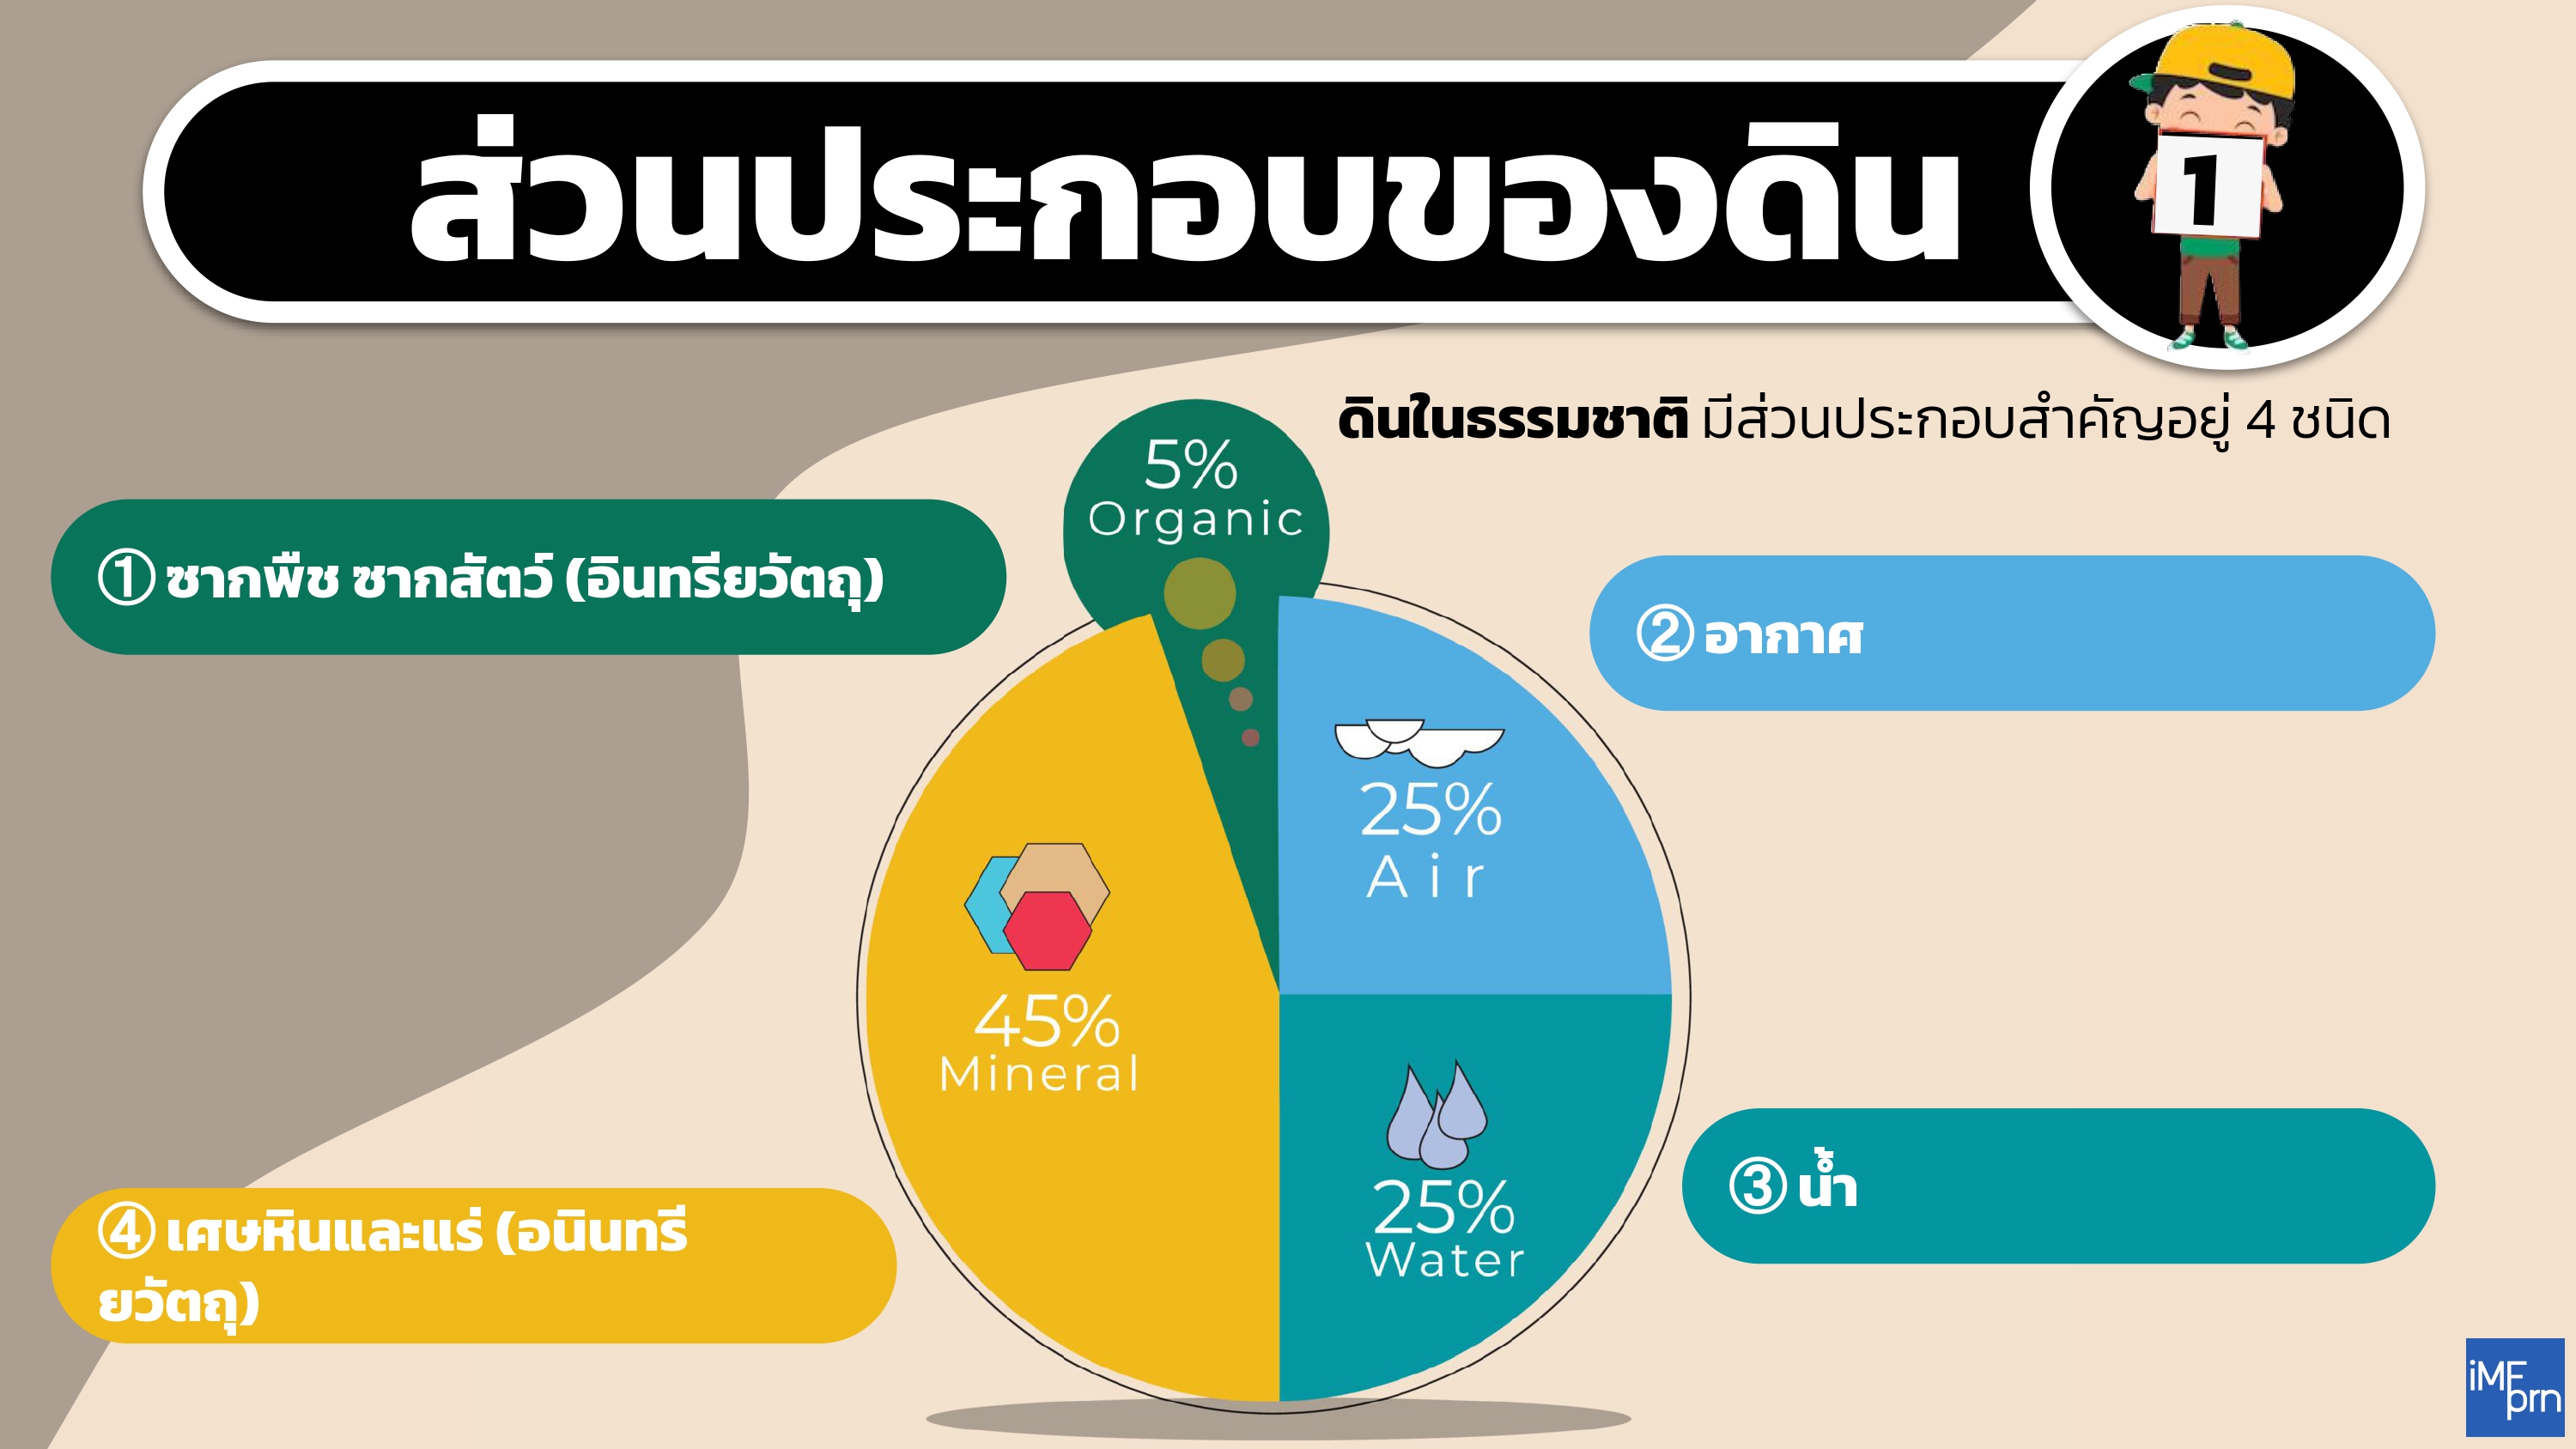 ส่วนประกอบของดิน
1
ดินในธรรมชาติ มีส่วนประกอบสำคัญอยู่ 4 ชนิด
5%
Organic
① ซากพืช ซากสัตว์ (อินทรียวัตถุ)
② อากาศ
25%
Air
45%
Mineral
25%
Water
③ น้ำ
④ เศษหินและแร่ (อนินทรี
ยวัตถุ)
iMF
prn